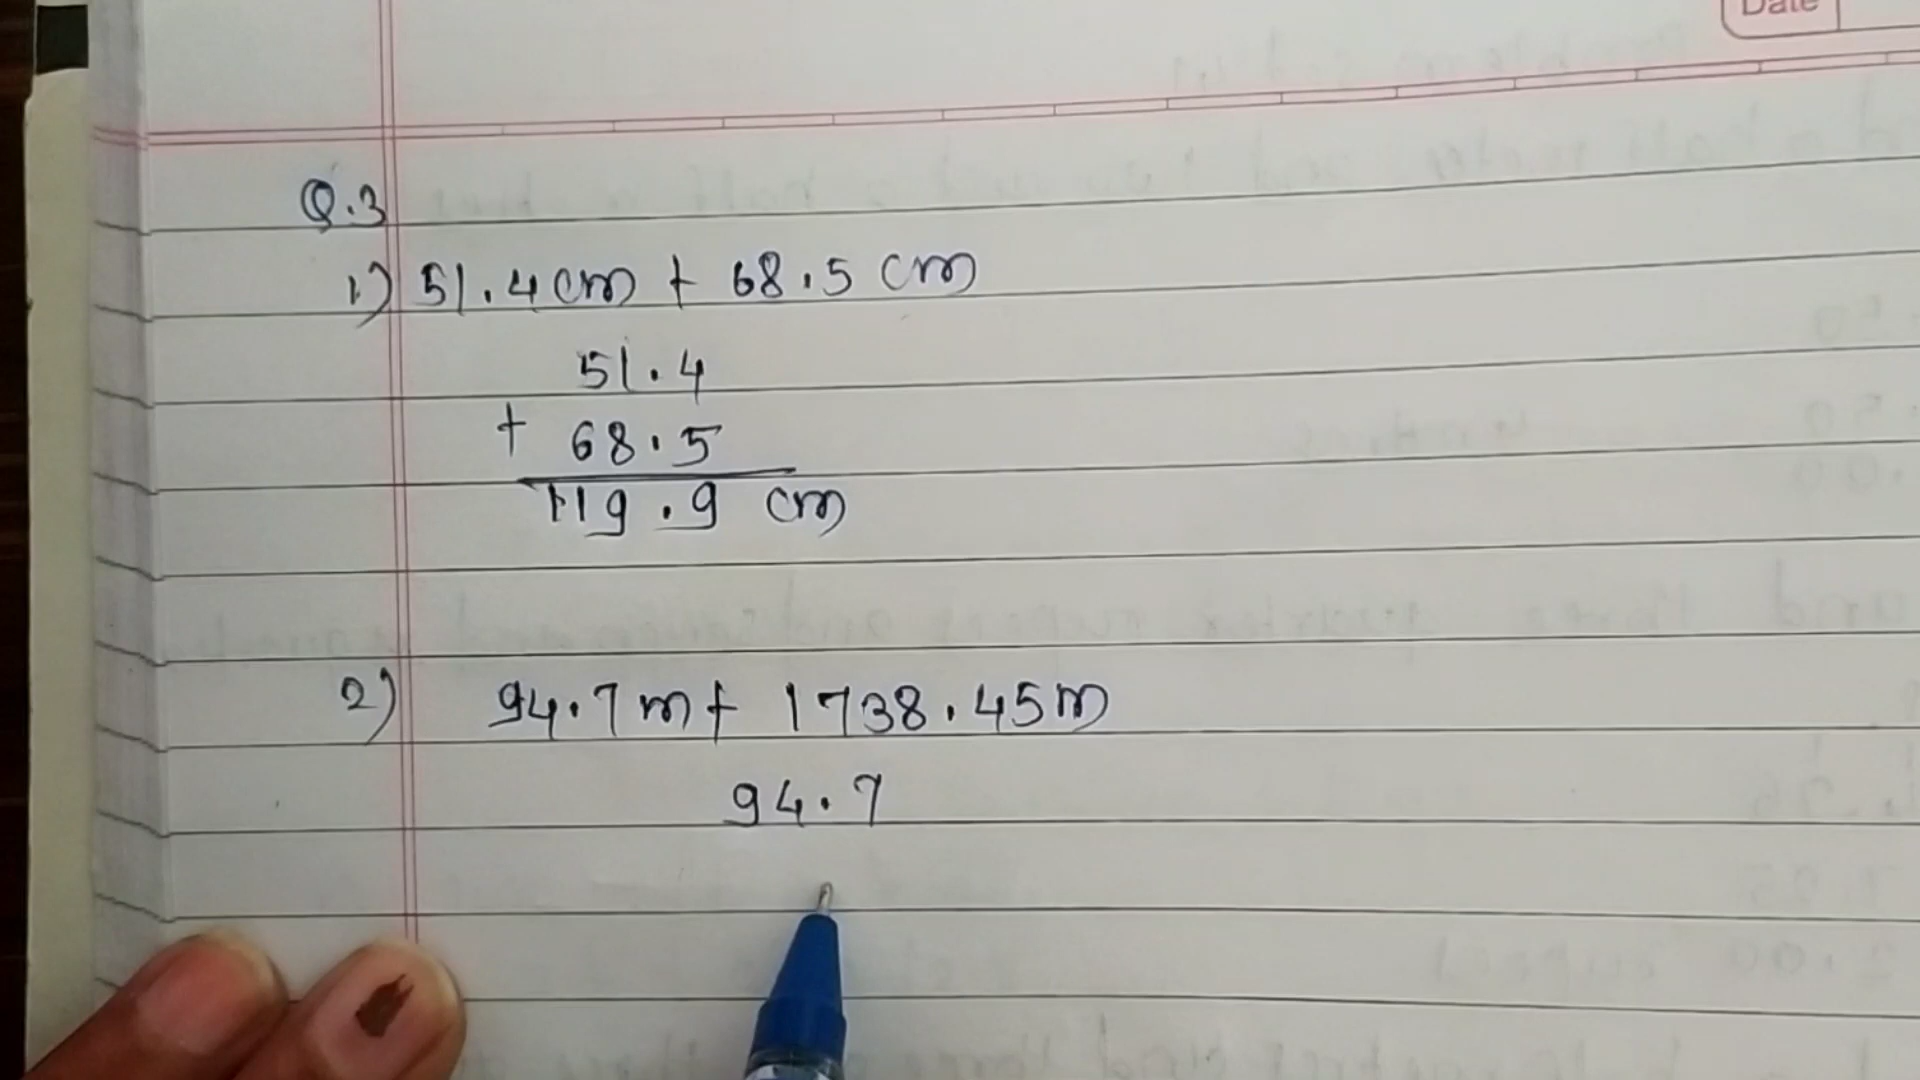 Date
Q.3
1.) 51.4 cm + 68.5 cm
51.4
+ 68.5
119.9 cm
2) 94.7 m + 1738.45 m
94.7